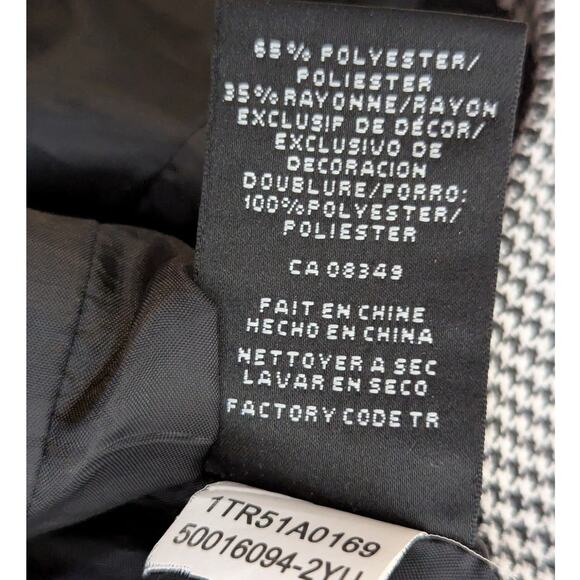 65% POLYESTER/
POLIESTER
35%RAYONNE/RAYON
EXCLUSIF DE DÉCOR/
EXCLUSIVO DE
DECORACION
DOUBLURE/FORRO:
100%POLYESTER/
POLIESTER
CA 08349
FAIT EN CHINE
HECHO EN CHINA
NETTOYER A SEC
LAVAR EN SECO
FACTORY CODE TR
1TR51A0169
50016094-2YU